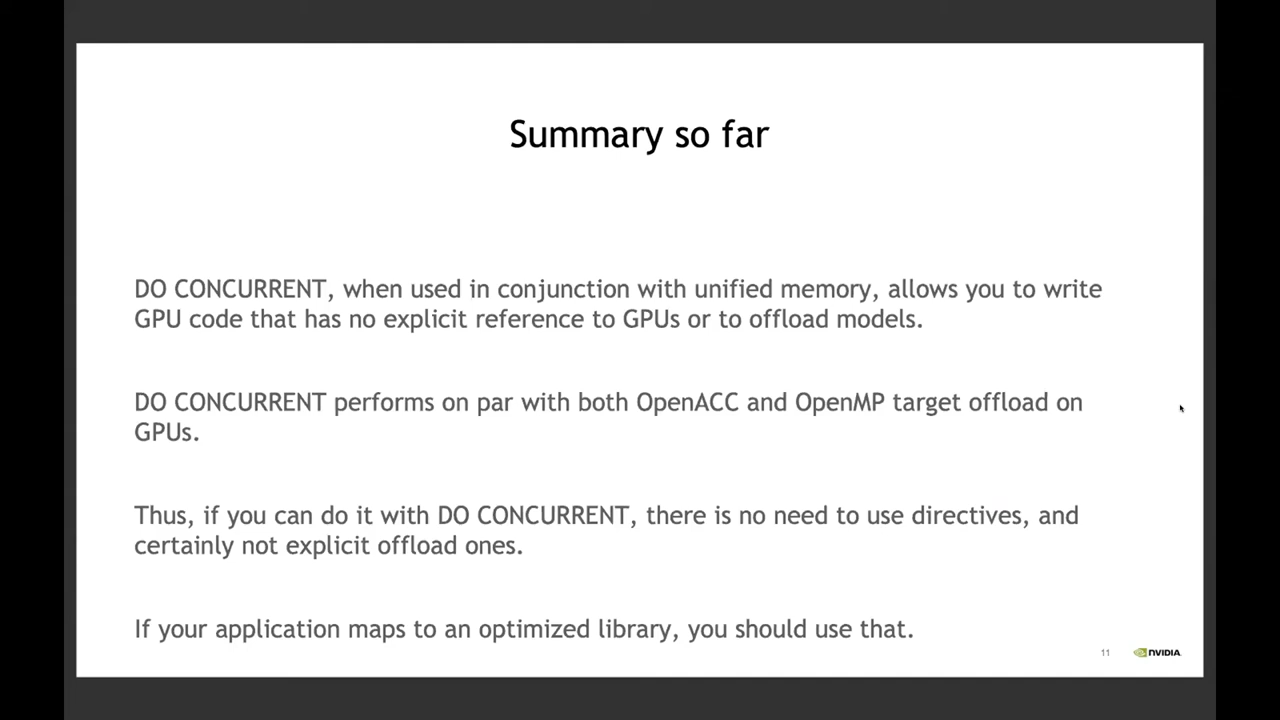 Summary so far
DO CONCURRENT, when used in conjunction with unified memory, allows you to write
GPU code that has no explicit reference to GPUs or to offload models.
DO CONCURRENT performs on par with both OpenACC and OpenMP target offload on
GPUs.
Thus, if you can do it with DO CONCURRENT, there is no need to use directives, and
certainly not explicit offload ones.
If your application maps to an optimized library, you should use that.
11 NVIDIA.